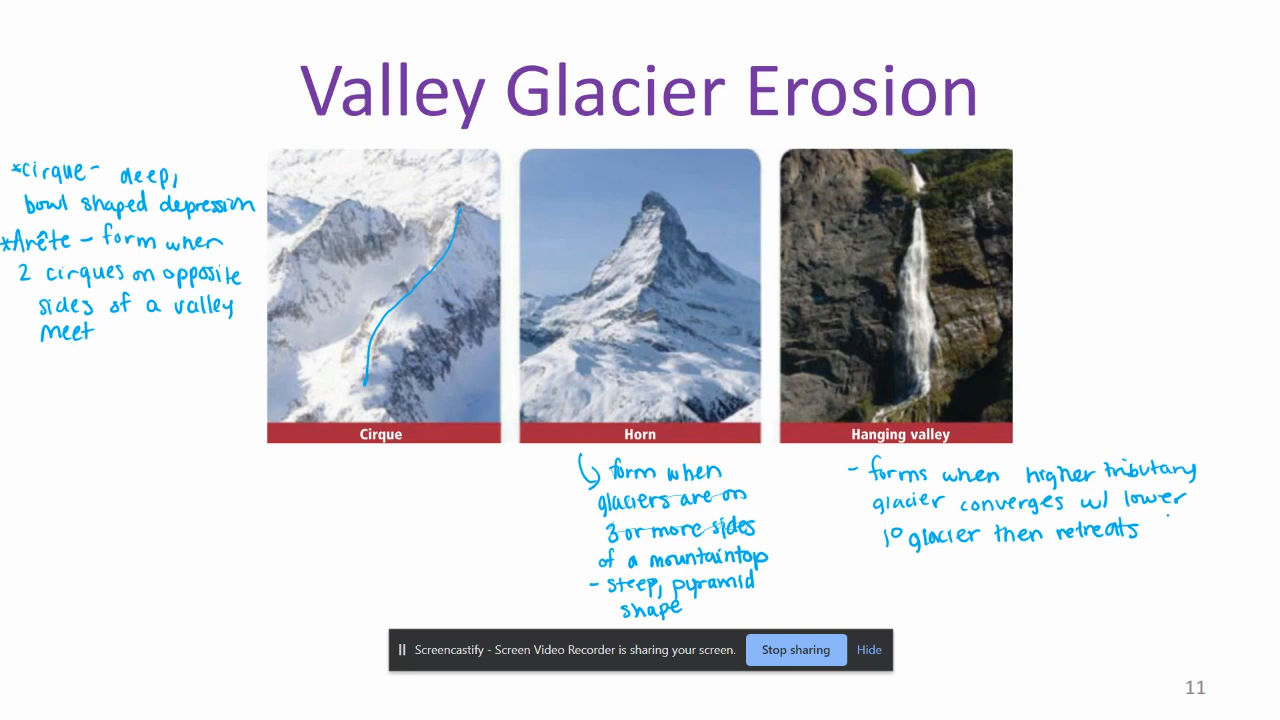 Valley Glacier Erosion
*cirque- deep,
bowl shaped depression
*Arête - form when
2 cirques on opposite
sides of a valley
meet
Cirque
Horn
Hanging valley
form when
glaciers are on
3 or more sides
of a mountaintop
- steep, pyramid
shape
- forms when higher tributary
glacier converges w/ lower
1° glacier then retreats
Screencastify - Screen Video Recorder is sharing your screen.
Stop sharing
Hide
11